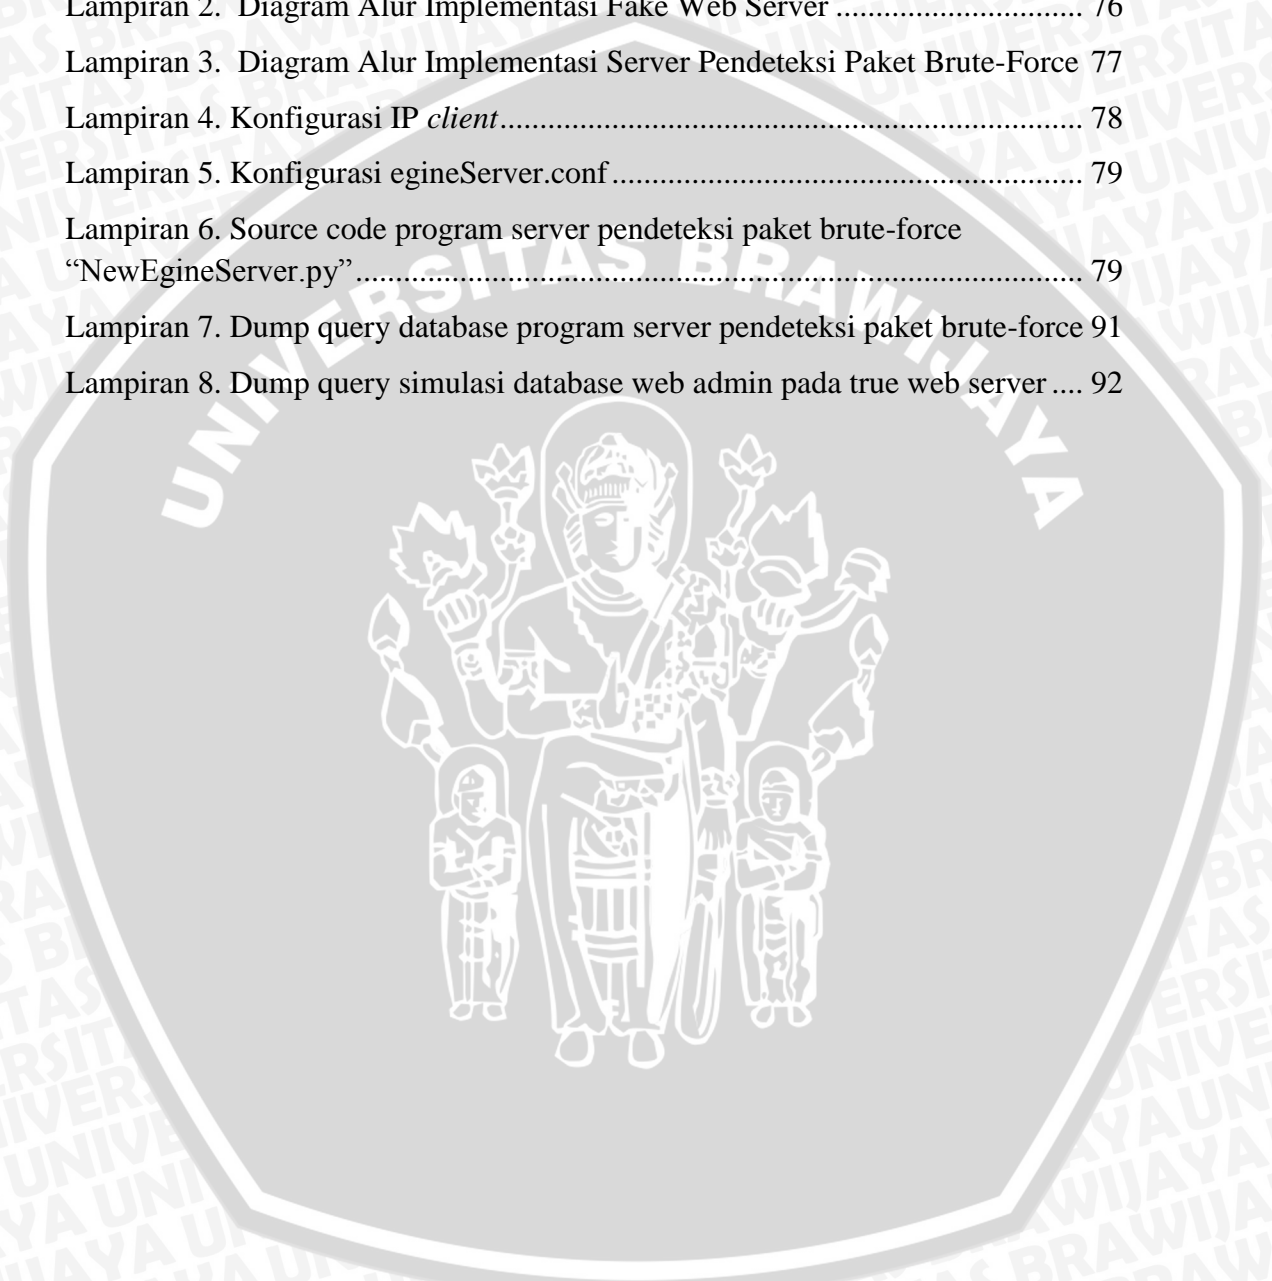 Lampiran 2.  Diagram Alur Implementasi Fake Web Server ............................... 76
Lampiran 3.  Diagram Alur Implementasi Server Pendeteksi Paket Brute-Force 77
Lampiran 4. Konfigurasi IP client.......................................................................... 78
Lampiran 5. Konfigurasi egineServer.conf............................................................ 79
Lampiran 6. Source code program server pendeteksi paket brute-force
“NewEgineServer.py”............................................................................................ 79
Lampiran 7. Dump query database program server pendeteksi paket brute-force 91
Lampiran 8. Dump query simulasi database web admin pada true web server .... 92
UNIVERSITAS BRAWIJAYA